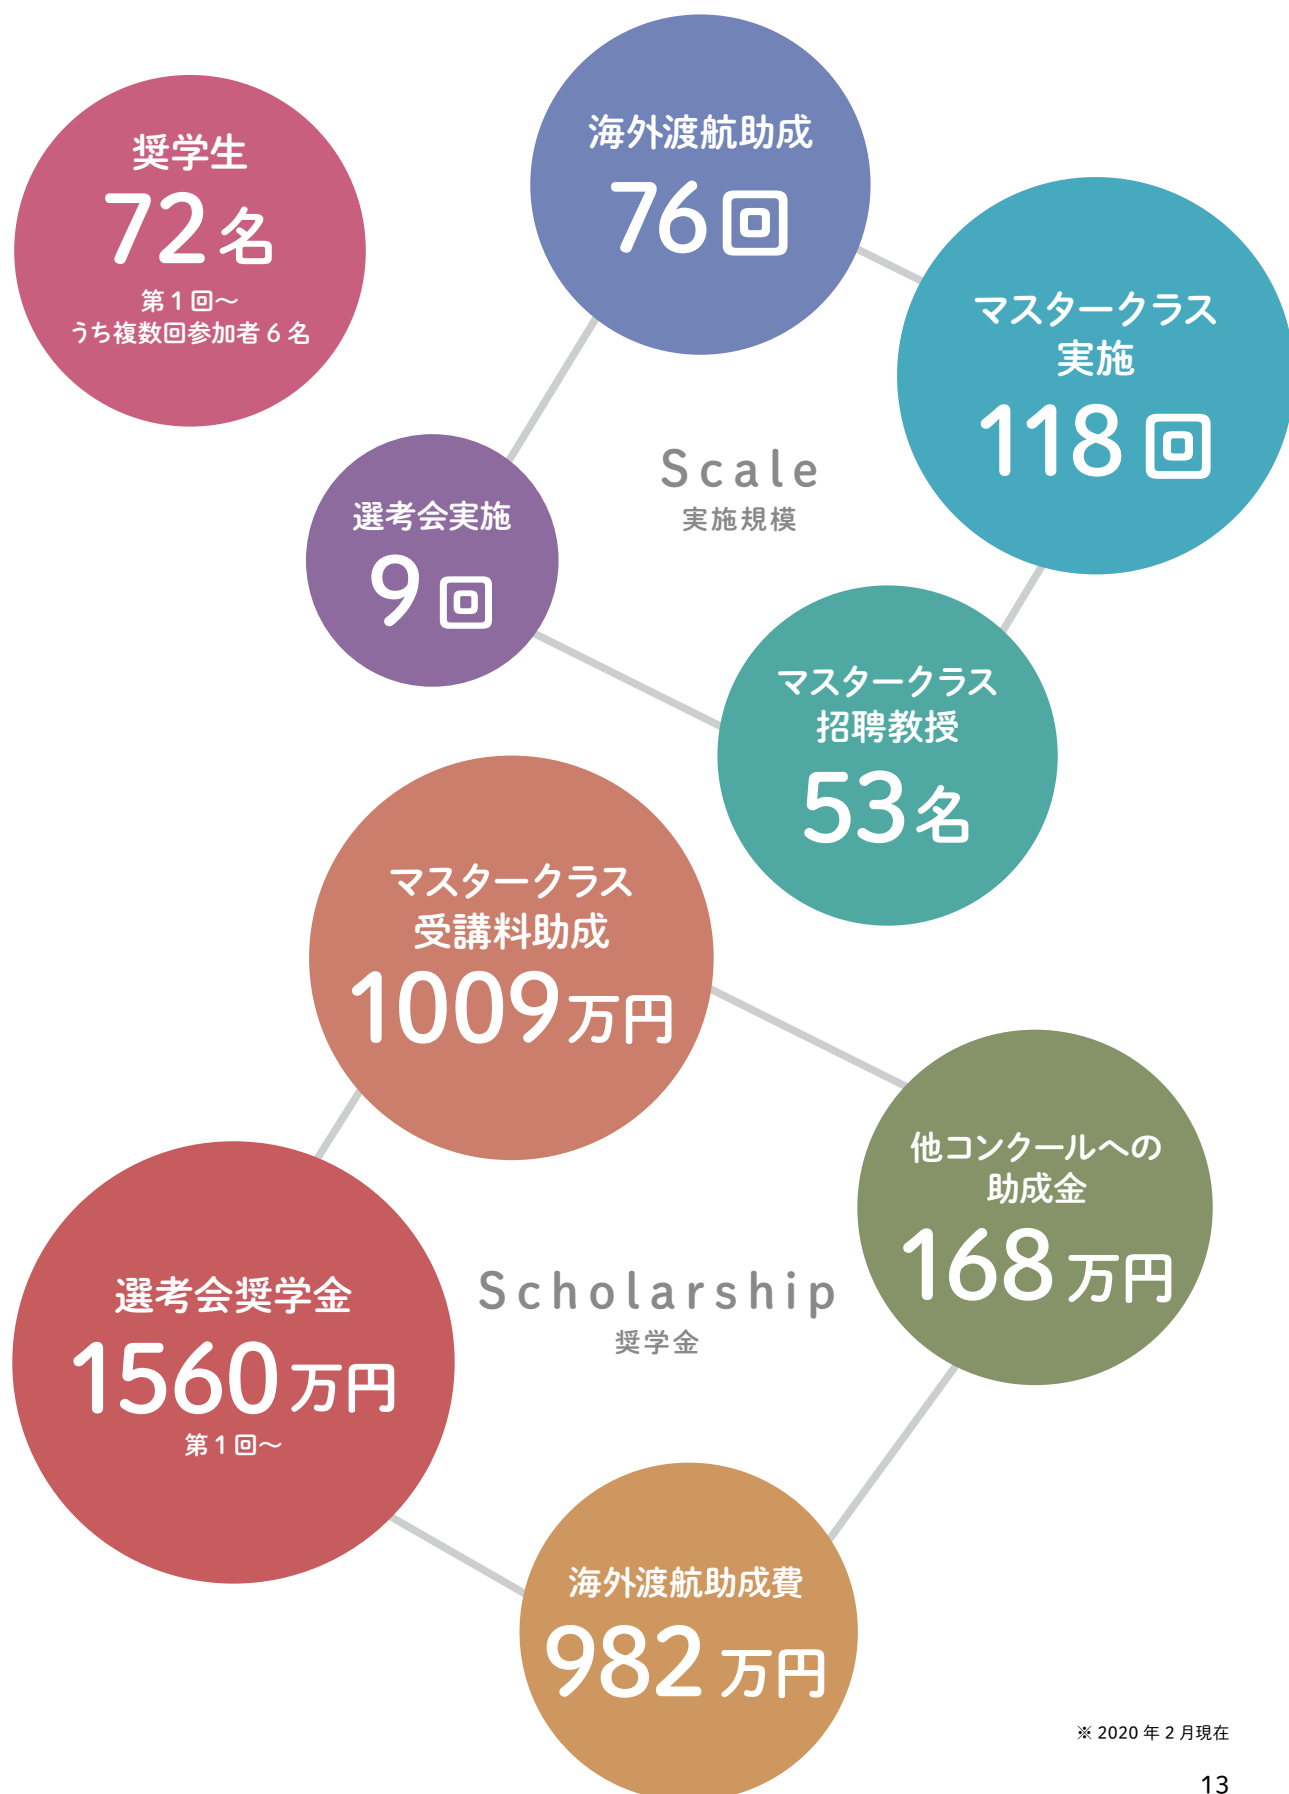 奨学生
72名
第1回～
うち複数回参加者6名
海外渡航助成
76回
マスタークラス
実施
118回
Scale
実施規模
選考会実施
9回
マスタークラス
招聘教授
53名
マスタークラス
受講料助成
1009万円
他コンクールへの
助成金
168万円
Scholarship
奨学金
選考会奨学金
1560万円
第1回～
海外渡航助成費
982万円
※ 2020 年 2 月現在
13